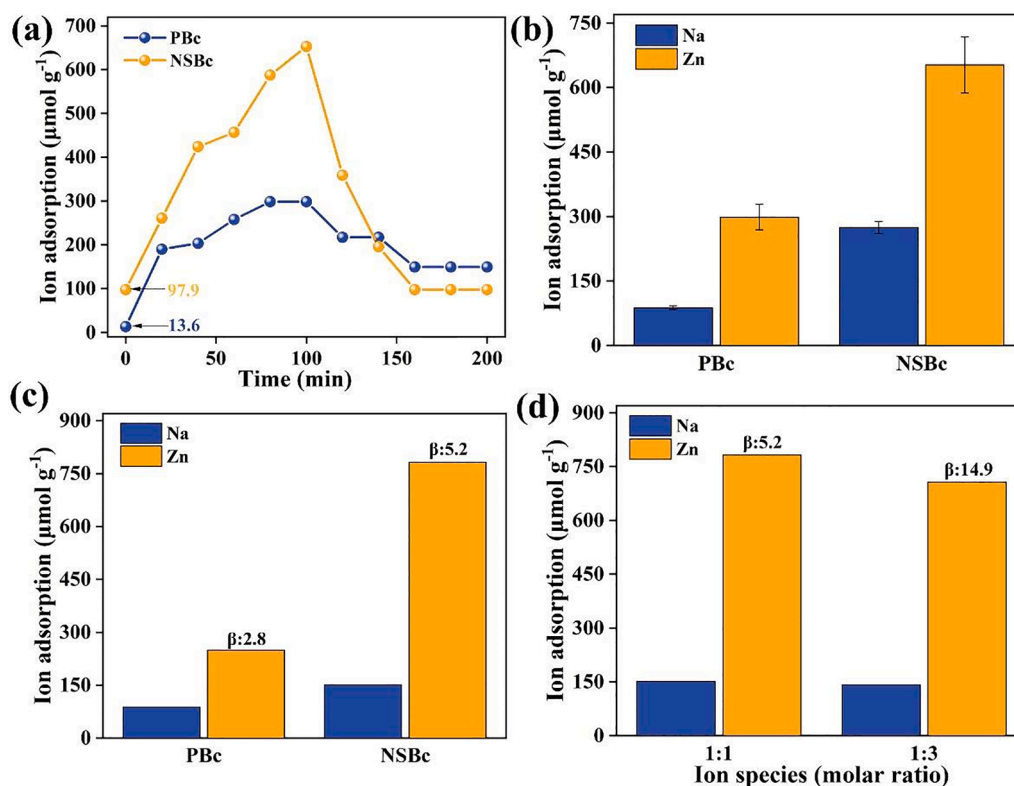 (a)
PBc
NSBc
Ion adsorption (μmol g⁻¹)
700
600
500
400
300
200
100
0
97.9
13.6
0 50 100 150 200
Time (min)
(b)
Na
Zn
Ion adsorption (μmol g⁻¹)
750
600
450
300
150
0
PBc NSBc
(c)
Na
Zn
Ion adsorption (μmol g⁻¹)
900
750
600
450
300
150
0
β:2.8
β:5.2
PBc NSBc
(d)
Na
Zn
Ion adsorption (μmol g⁻¹)
900
750
600
450
300
150
0
β:5.2
β:14.9
1:1 1:3
Ion species (molar ratio)